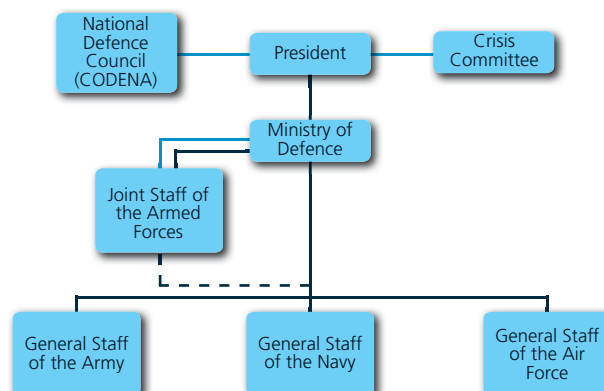 National
Defence
Council
(CODENA)
President
Crisis
Committee
Ministry of
Defence
Joint Staff of
the Armed
Forces
General Staff
of the Army
General Staff
of the Navy
General Staff
of the Air
Force